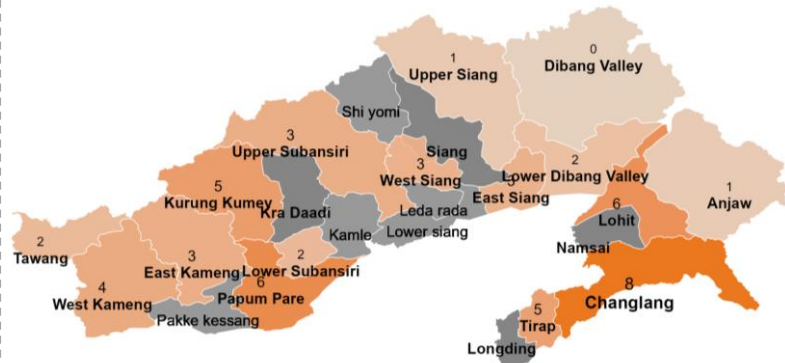 0
Dibang Valley
1
Upper Siang
Shi yomi
3
Upper Subansiri
Siang
2
Lower Dibang Valley
3
West Siang
3
East Siang
1
Anjaw
5
Kurung Kumey
Kra Daadi
Leda rada
Lower siang
Kamle
6
Lohit
Namsai
2
Tawang
3
East Kameng
2
Lower Subansiri
4
West Kameng
6
Papum Pare
Pakke kessang
8
Changlang
5
Tirap
Longding